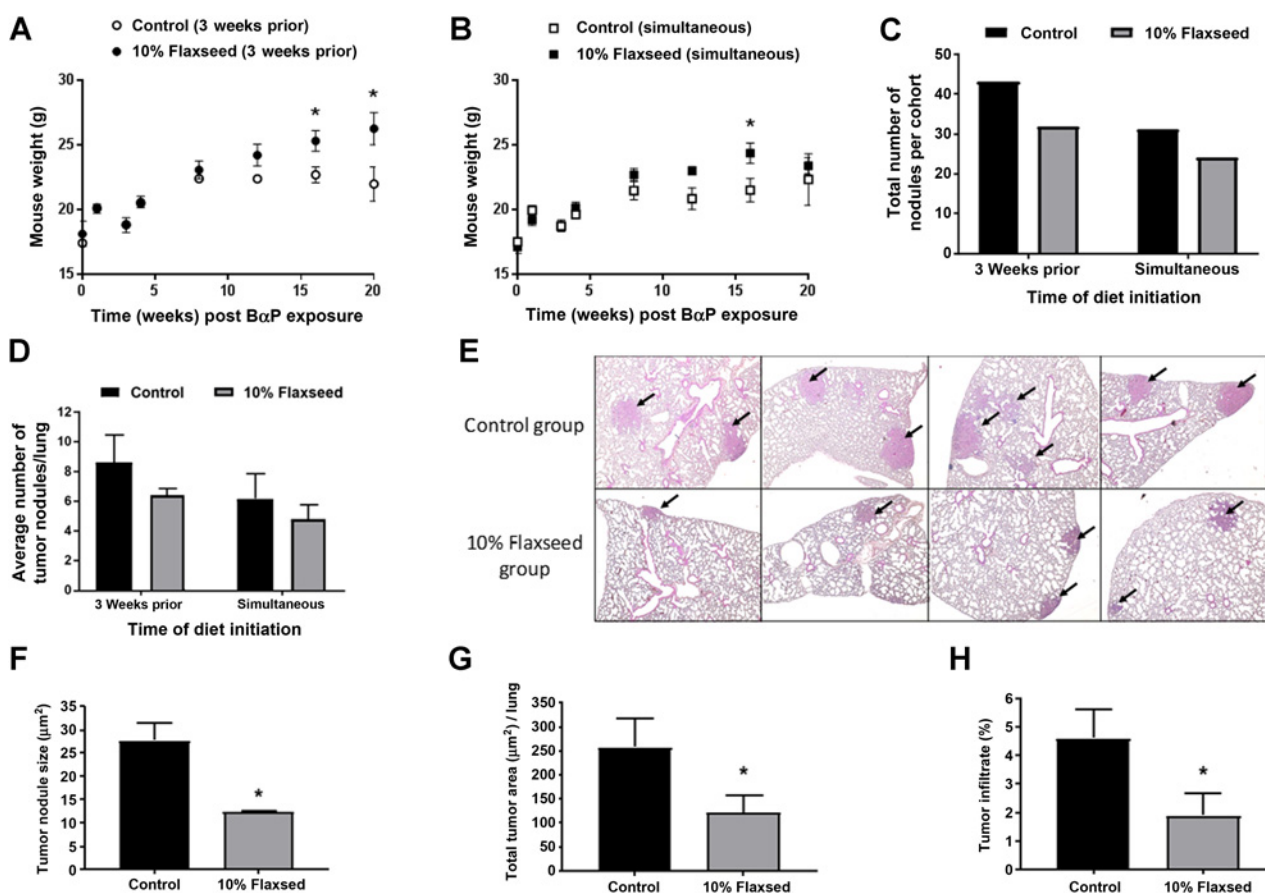 A
Control (3 weeks prior)
10% Flaxseed (3 weeks prior)
Mouse weight (g)
30
25
20
15
0 5 10 15 20
* *
Time (weeks) post BαP exposure
B
Control (simultaneous)
10% Flaxseed (simultaneous)
Mouse weight (g)
30
25
20
15
0 5 10 15 20
*
Time (weeks) post BαP exposure
C
Control 10% Flaxseed
Total number of
nodules per cohort
50
40
30
20
10
0
3 Weeks prior Simultaneous
Time of diet initiation
D
Control 10% Flaxseed
Average number of
tumor nodules/lung
12
10
8
6
4
2
0
3 Weeks prior Simultaneous
Time of diet initiation
E
Control group
10% Flaxseed
group
F
Tumor nodule size (μm²)
35
30
25
20
15
10
5
0
*
Control 10% Flaxsed
G
Total tumor area (μm²) / lung
350
300
250
200
150
100
50
0
*
Control 10% Flaxseed
H
Tumor infiltrate (%)
6
5
4
3
2
1
0
*
Control 10% Flaxseed